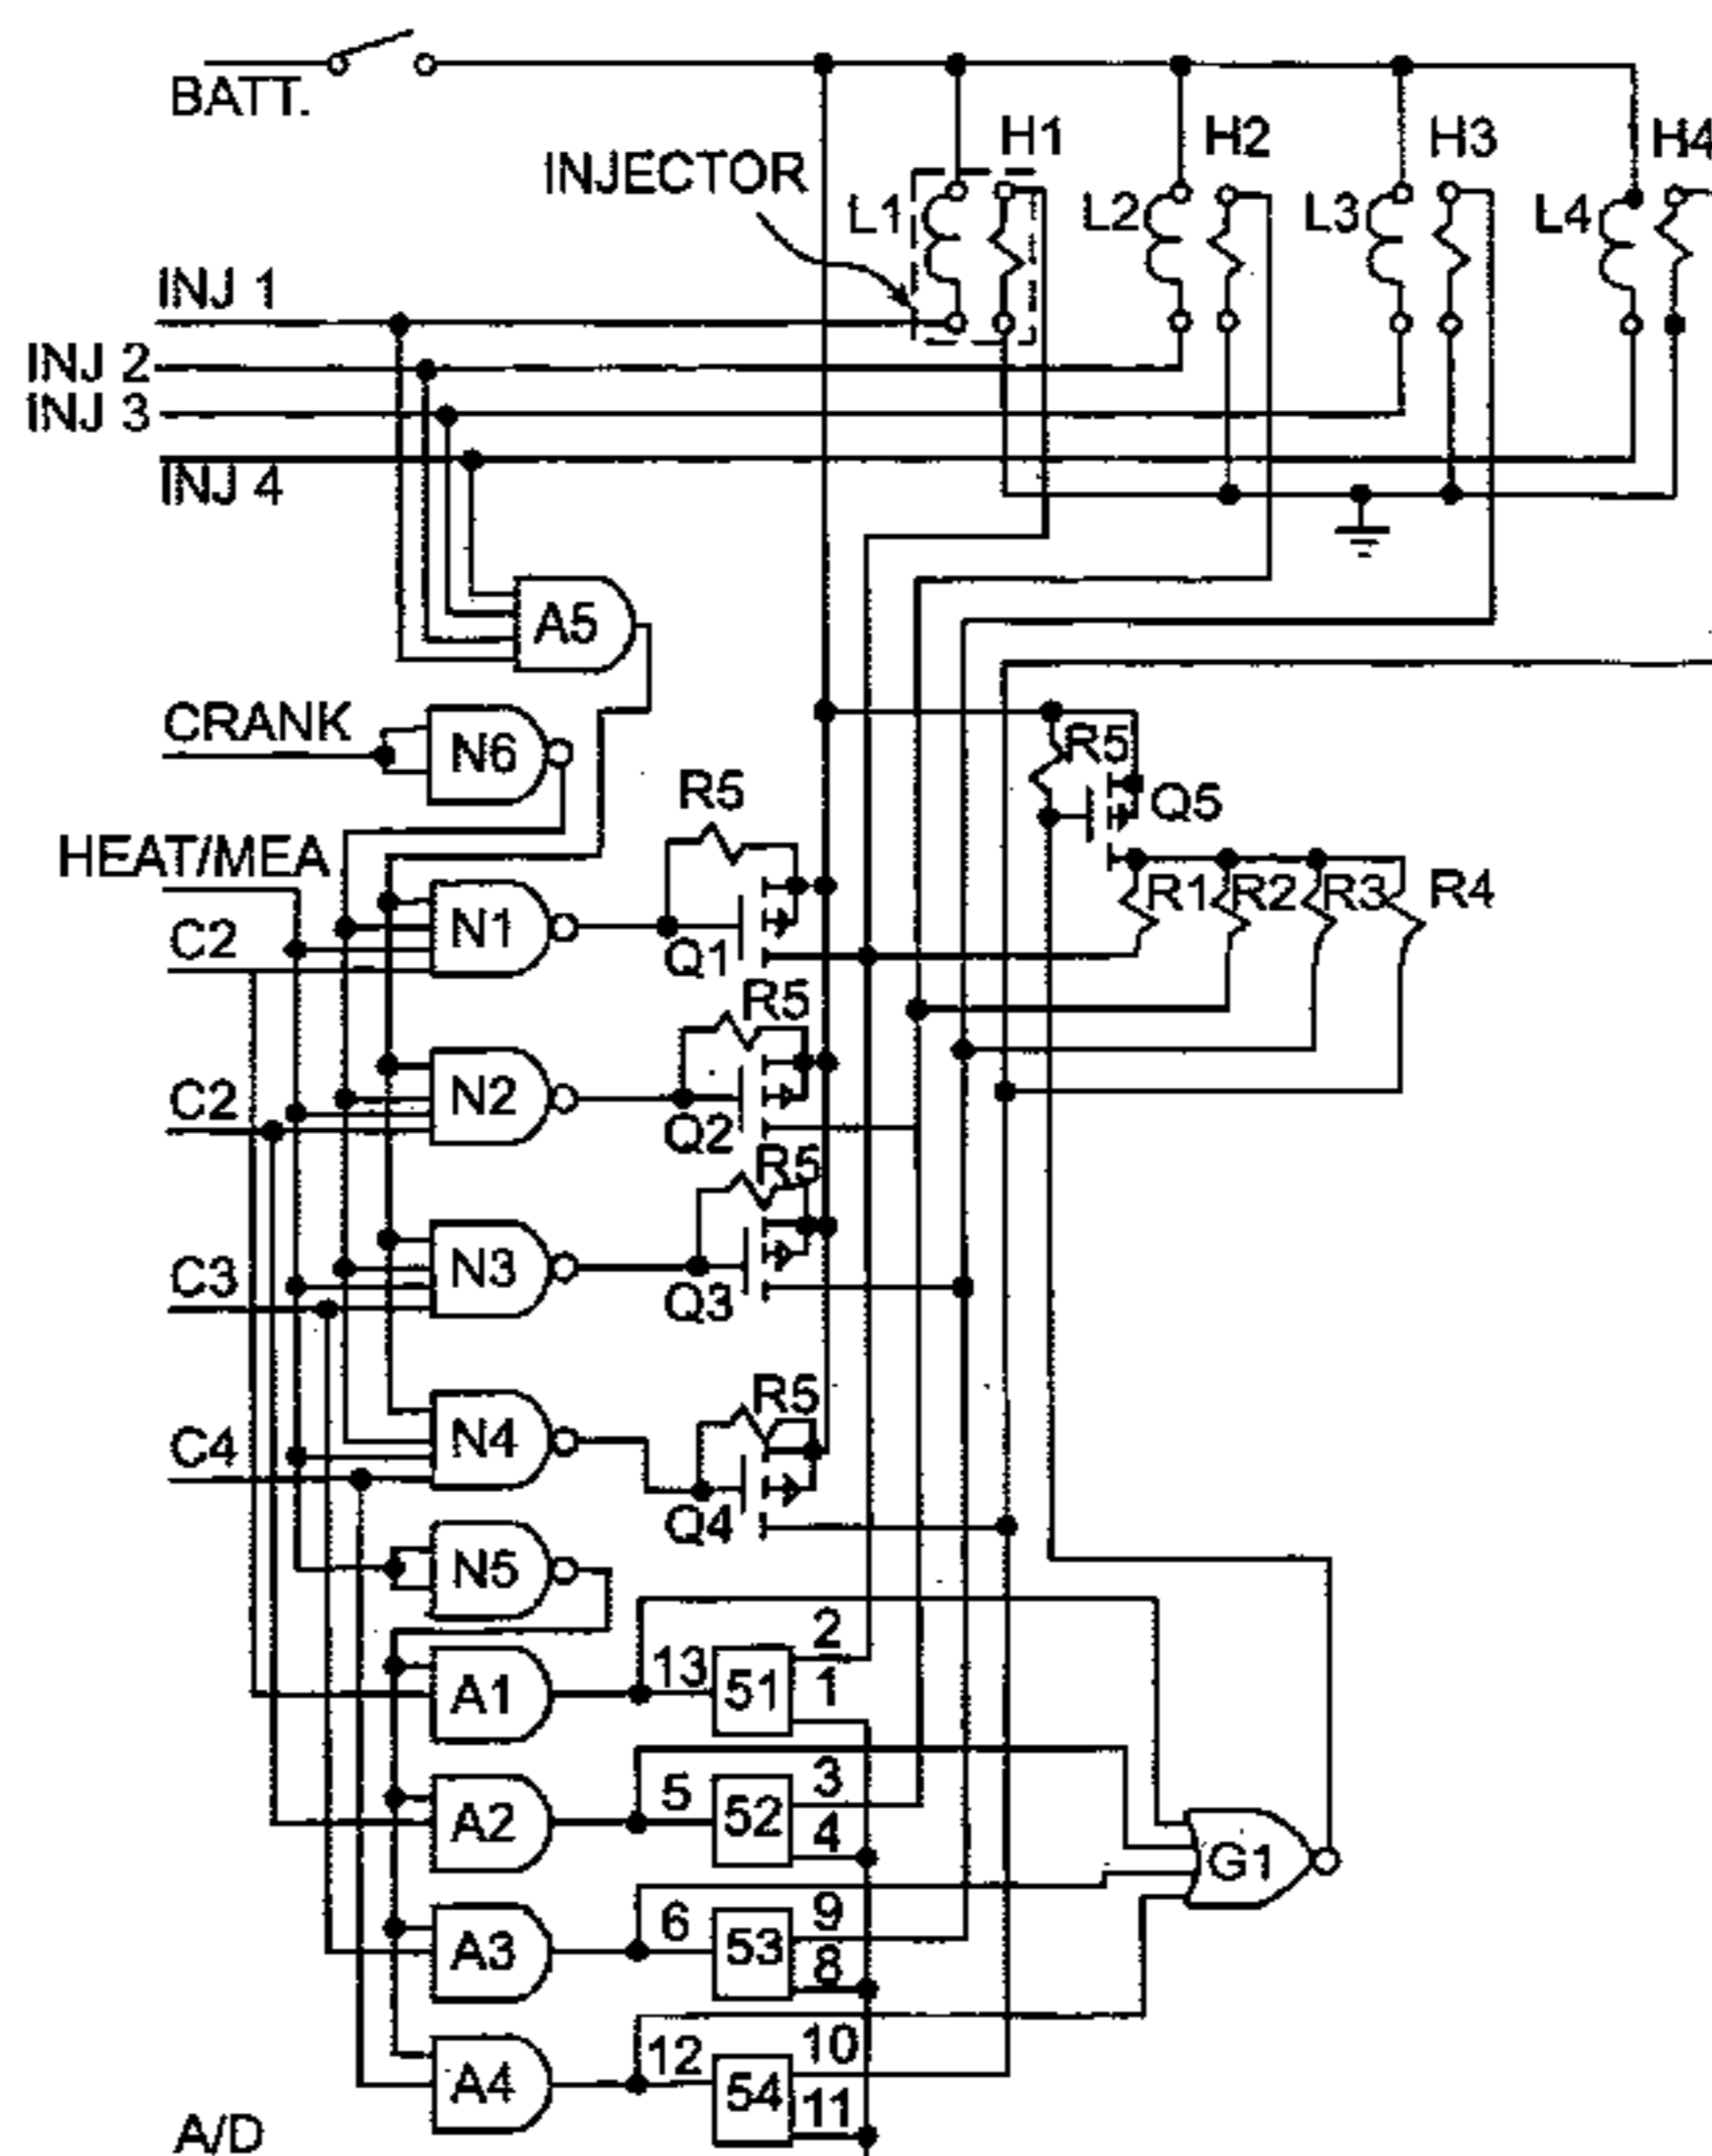 BATT.
INJECTOR
H1
H2
H3
H4
L1
L2
L3
L4
INJ 1
INJ 2
INJ 3
INJ 4
A5
CRANK
N6
R5
Q5
R5
HEAT/MEA
R1
R2
R3
R4
C2
N1
Q1
R5
C2
N2
Q2
R5
C3
N3
Q3
R5
C4
N4
Q4
N5
2
A1
13
51
1
A2
5
52
3
4
G1
A3
6
53
9
8
A4
12
54
10
11
A/D